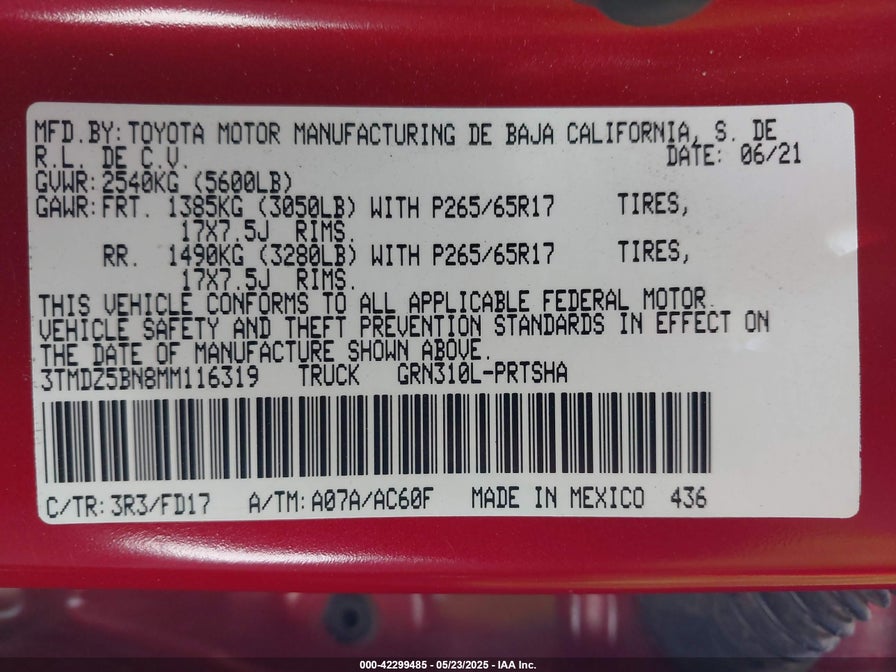 MFD.BY: TOYOTA MOTOR MANUFACTURING DE BAJA CALIFORNIA, S. DE
R.L. DE C.V. DATE: 06/21
GVWR: 2540KG (5600LB)
GAWR: FRT. 1385KG (3050LB) WITH P265/65R17 TIRES,
17X7.5J RIMS.
RR. 1490KG (3280LB) WITH P265/65R17 TIRES,
17X7.5J RIMS.
THIS VEHICLE CONFORMS TO ALL APPLICABLE FEDERAL MOTOR
VEHICLE SAFETY AND THEFT PREVENTION STANDARDS IN EFFECT ON
THE DATE OF MANUFACTURE SHOWN ABOVE.
3TMDZ5BN8MM116319 TRUCK GRN310L-PRTSHA
C/TR: 3R3/FD17 A/TM: A07A/AC60F MADE IN MEXICO 436
000-42299485 - 05/23/2025 - IAA Inc.